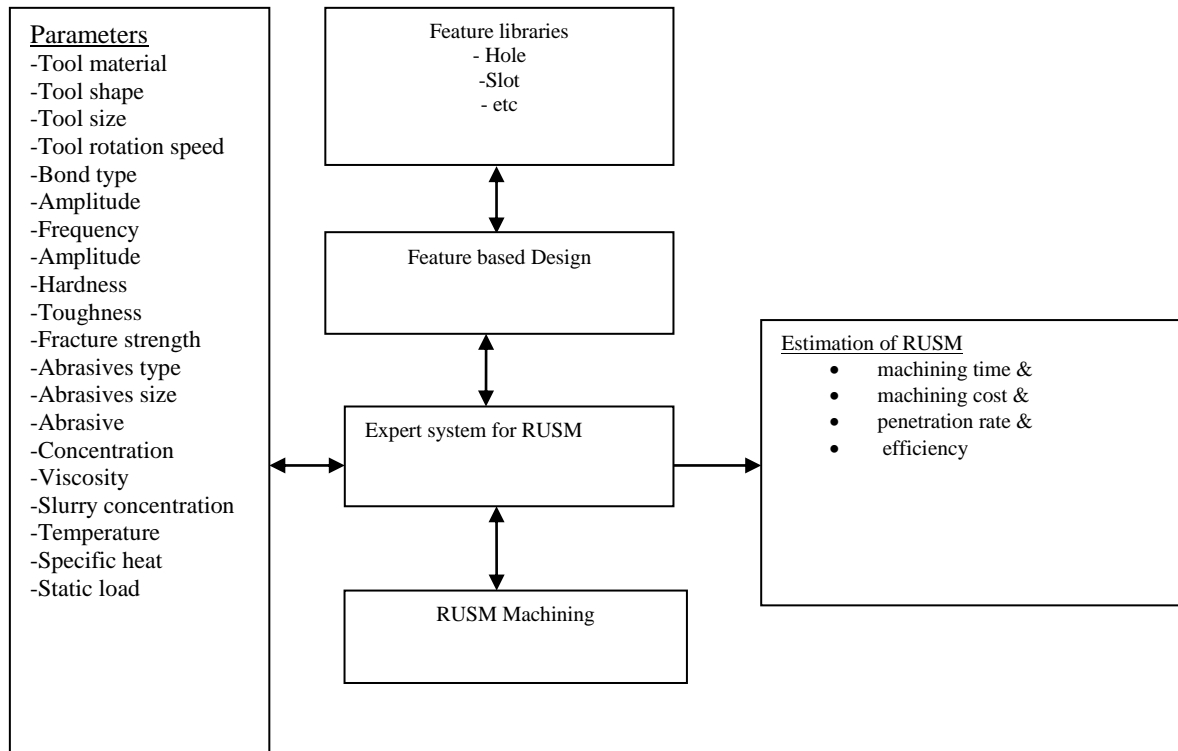 Parameters
-Tool material
-Tool shape
-Tool size
-Tool rotation speed
-Bond type
-Amplitude
-Frequency
-Amplitude
-Hardness
-Toughness
-Fracture strength
-Abrasives type
-Abrasives size
-Abrasive
-Concentration
-Viscosity
-Slurry concentration
-Temperature
-Specific heat
-Static load
Feature libraries
- Hole
-Slot
- etc
Feature based Design
Expert system for RUSM
RUSM Machining
Estimation of RUSM
• machining time &
• machining cost &
• penetration rate &
• efficiency